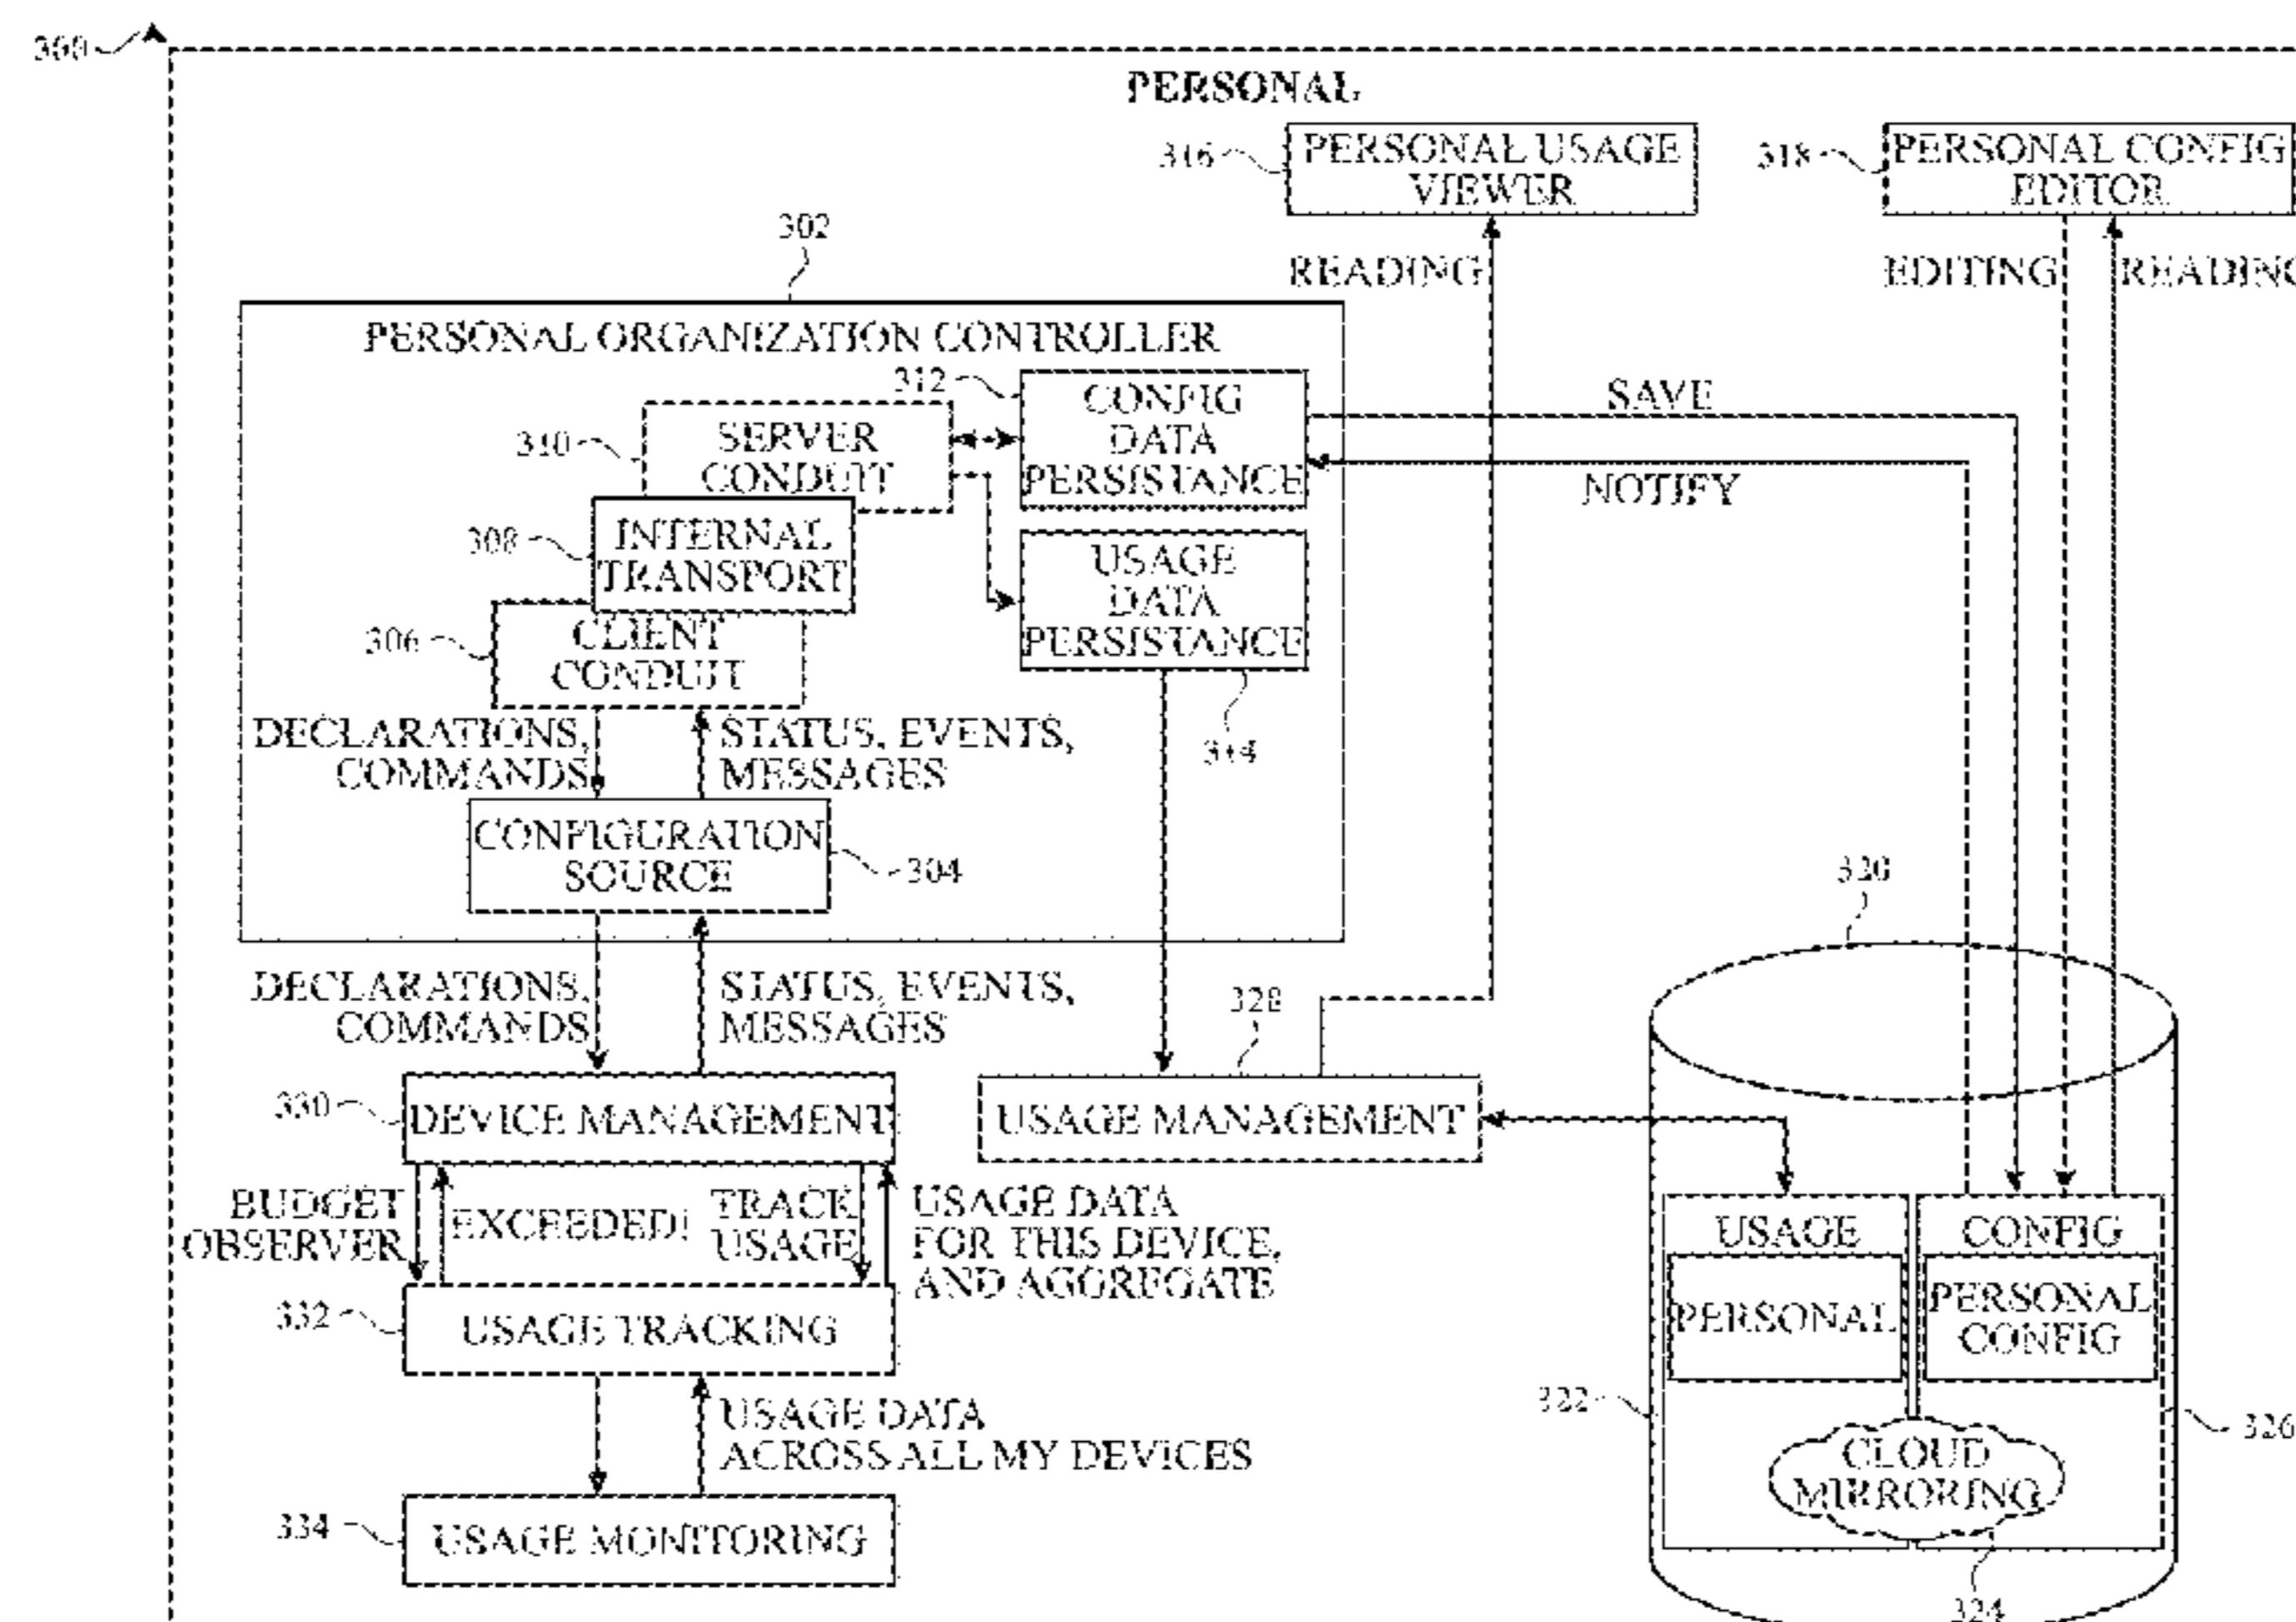 300
PERSONAL
316
PERSONAL USAGE
VIEWER
318
PERSONAL CONFIG
EDITOR
302
READING
EDITING
READING
PERSONAL ORGANIZATION CONTROLLER
312
CONFIG
DATA
PERSISTANCE
SAVE
NOTIFY
310
SERVER
CONDUIT
308
INTERNAL
TRANSPORT
USAGE
DATA
PERSISTANCE
306
CLIENT
CONDUIT
314
DECLARATIONS,
COMMANDS
STATUS, EVENTS,
MESSAGES
CONFIGURATION
SOURCE
304
320
DECLARATIONS,
COMMANDS
STATUS, EVENTS,
MESSAGES
328
330
DEVICE MANAGEMENT
USAGE MANAGEMENT
BUDGET
OBSERVER
EXCEEDED!
TRACK
USAGE
USAGE DATA
FOR THIS DEVICE,
AND AGGREGATE
USAGE
CONFIG
PERSONAL
PERSONAL
CONFIG
332
USAGE TRACKING
322
326
USAGE DATA
ACROSS ALL MY DEVICES
CLOUD
MIRRORING
334
USAGE MONITORING
324